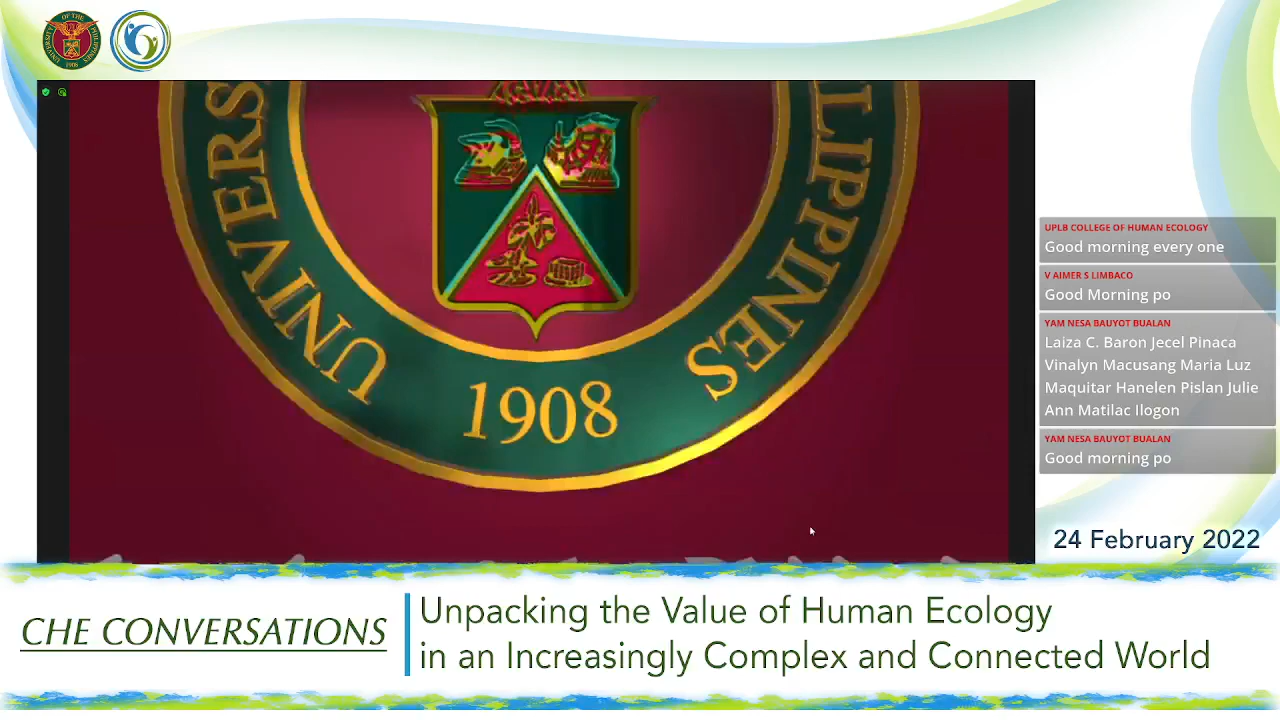 UNIVERSITY OF THE PHILIPPINES
1908
UNIVERS
LIPPINES
1908
UPLB COLLEGE OF HUMAN ECOLOGY
Good morning every one
V AIMER S LIMBACO
Good Morning po
YAM NESA BAUYOT BUALAN
Laiza C. Baron Jecel Pinaca
Vinalyn Macusang Maria Luz
Maquitar Hanelen Pislan Julie
Ann Matilac Ilogon
YAM NESA BAUYOT BUALAN
Good morning po
24 February 2022
CHE CONVERSATIONS
Unpacking the Value of Human Ecology
in an Increasingly Complex and Connected World